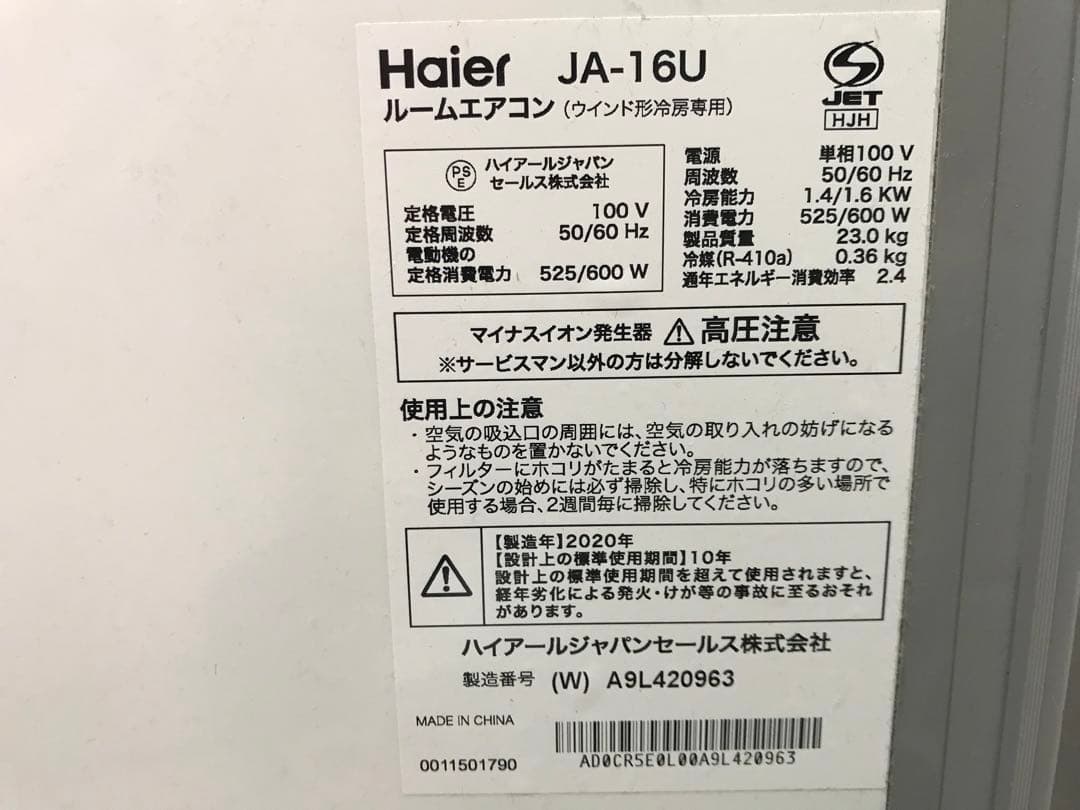 Haier JA-16U
ルームエアコン（ウインド形冷房専用）
JET
HJH
PS
E
ハイアールジャパン
セールス株式会社
定格電圧 100 V
定格周波数 50/60 Hz
電動機の
定格消費電力 525/600 W
電源 単相100 V
周波数 50/60 Hz
冷房能力 1.4/1.6 KW
消費電力 525/600 W
製品質量 23.0 kg
冷媒(R-410a) 0.36 kg
通年エネルギー消費効率 2.4
マイナスイオン発生器 高圧注意
※サービスマン以外の方は分解しないでください。
使用上の注意
・空気の吸込口の周囲には、空気の取り入れの妨げになる
ようなものを置かないでください。
・フィルターにホコリがたまると冷房能力が落ちますので、
シーズンの始めには必ず掃除し、特にホコリの多い場所で
使用する場合、2週間毎に掃除してください。
【製造年】2020年
【設計上の標準使用期間】10年
設計上の標準使用期間を超えて使用されますと、
経年劣化による発火・けが等の事故に至るおそれ
があります。
ハイアールジャパンセールス株式会社
製造番号 (W) A9L420963
MADE IN CHINA
0011501790
AD0CR5E0L00A9L420963